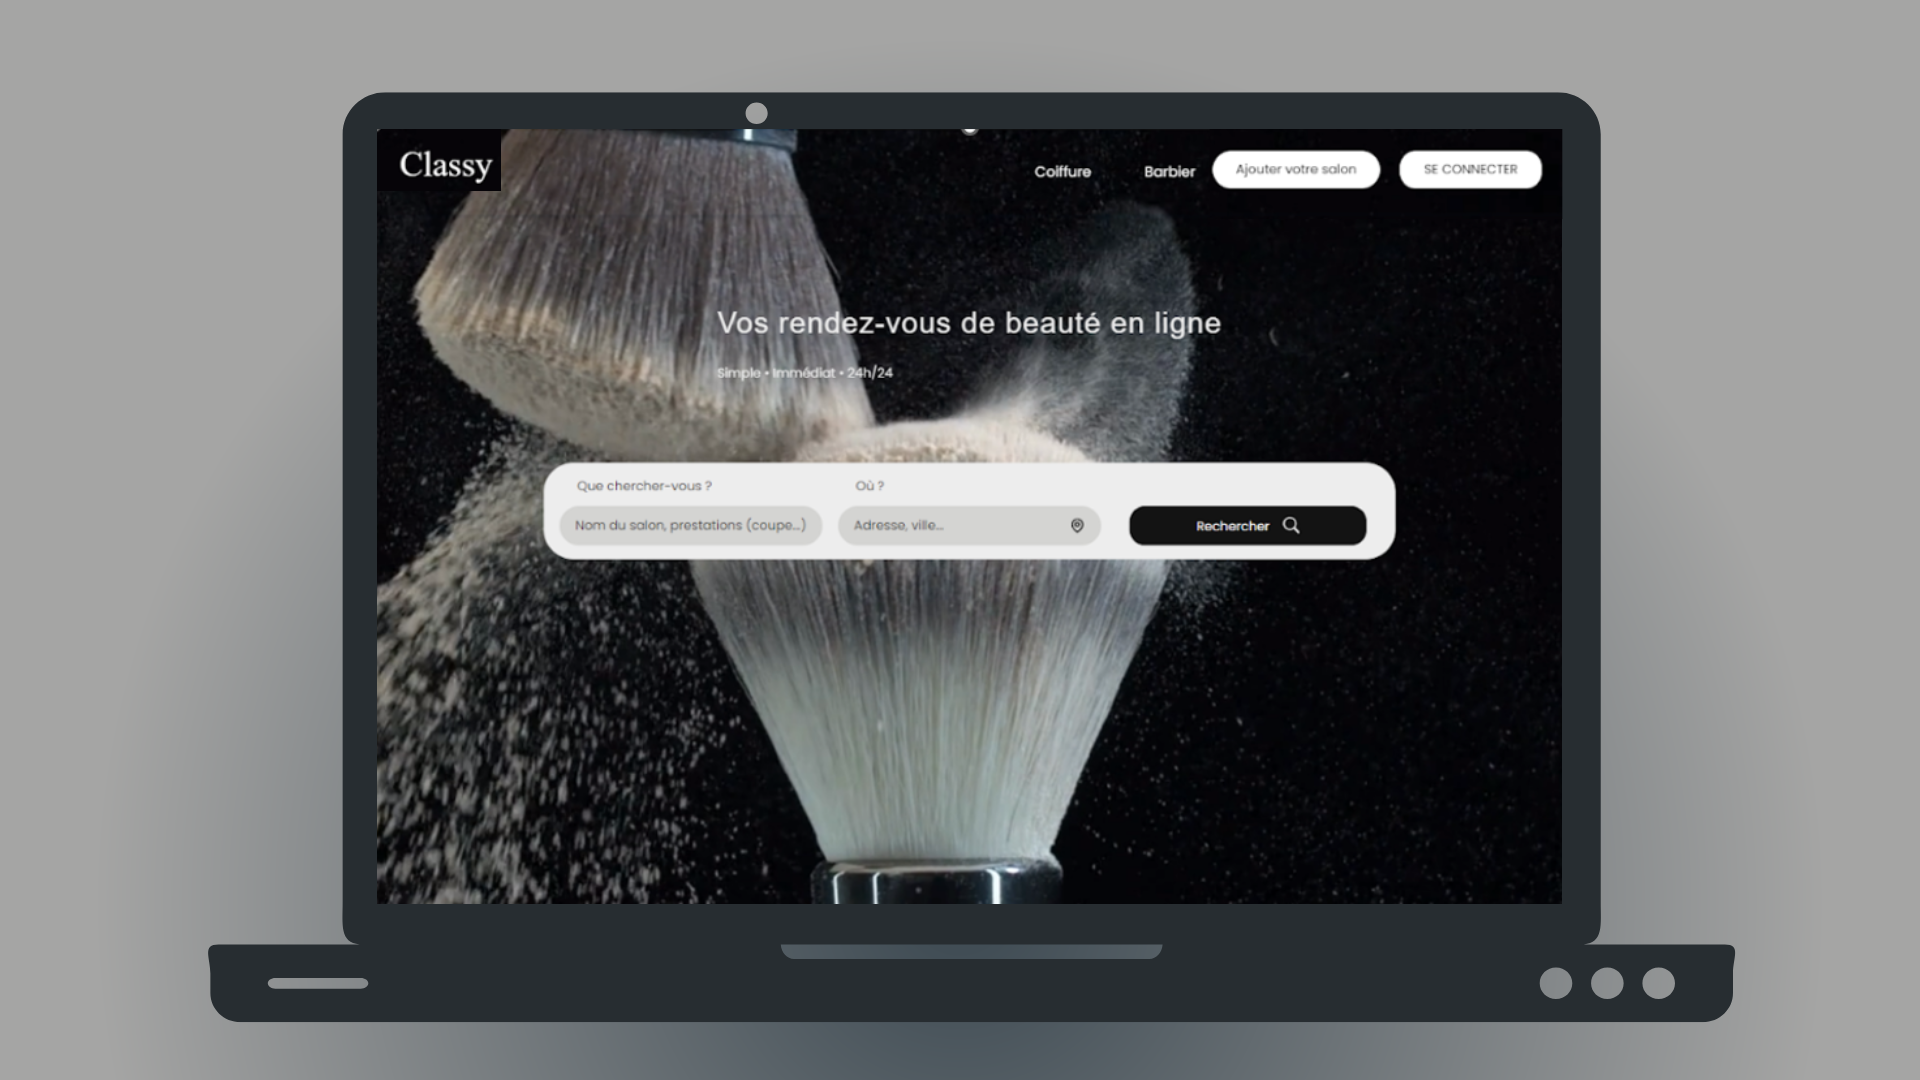 Classy
Coiffure
Barbier
Ajouter votre salon
SE CONNECTER
Vos rendez-vous de beauté en ligne
Simple • Immédiat • 24h/24
Que chercher-vous ?
Où ?
Nom du salon, prestations (coupe...)
Adresse, ville...
Rechercher